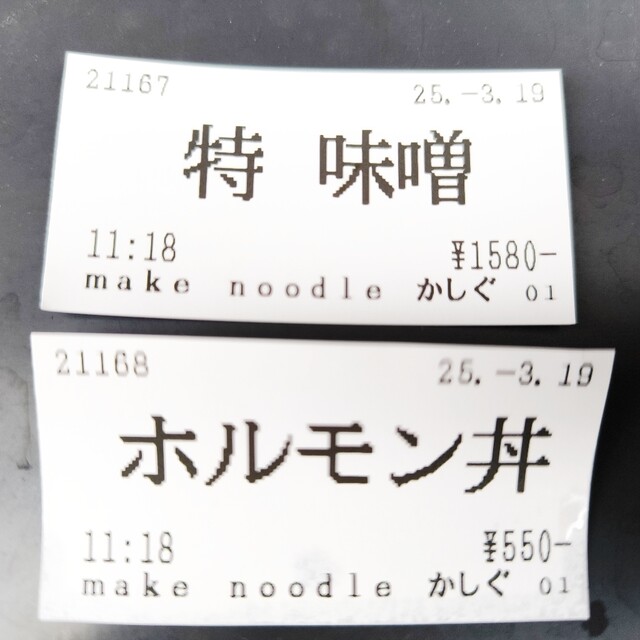 21167 25.-3.19
特 味噌
11:18 ¥1580-
make noodle かしぐ 01
21168 25.-3.19
ホルモン丼
11:18 ¥550-
make noodle かしぐ 01